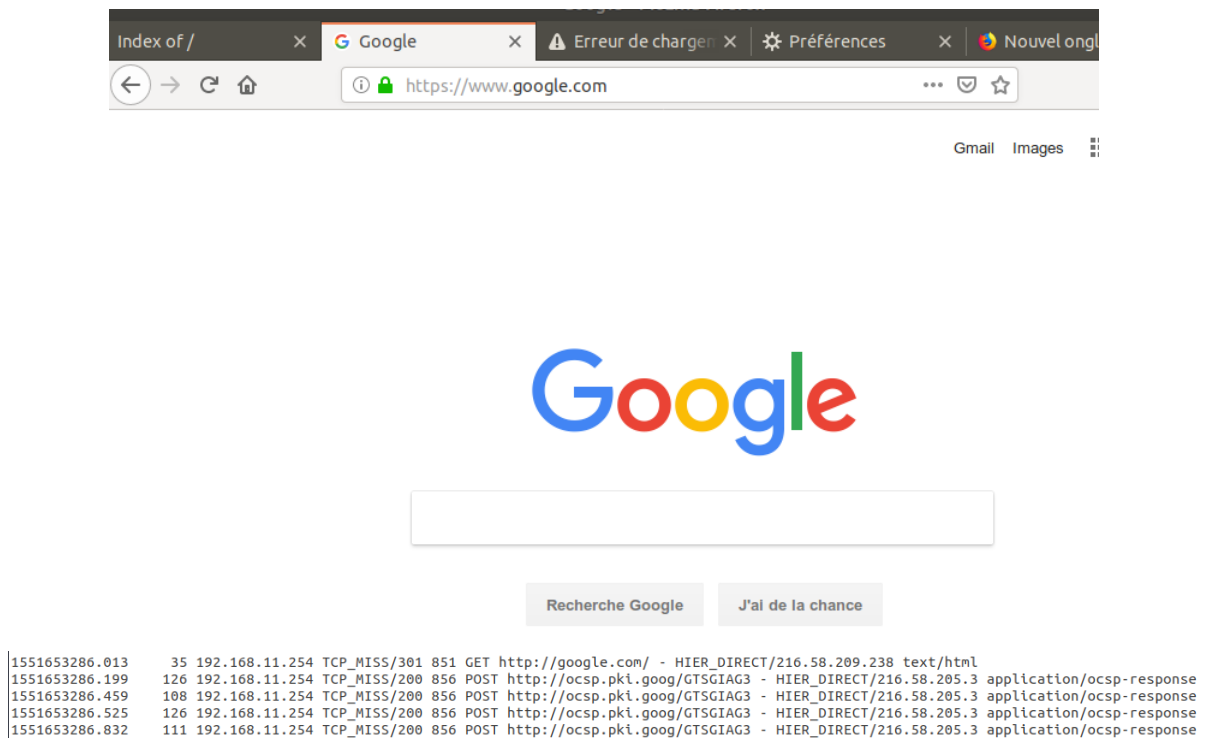 Index of /
Google
Erreur de chargem
Préférences
Nouvel ongl
https://www.google.com
Gmail Images
Google
Recherche Google J'ai de la chance
1551653286.013 35 192.168.11.254 TCP_MISS/301 851 GET http://google.com/ - HIER_DIRECT/216.58.209.238 text/html
1551653286.199 126 192.168.11.254 TCP_MISS/200 856 POST http://ocsp.pki.goog/GTSGIAG3 - HIER_DIRECT/216.58.205.3 application/ocsp-response
1551653286.459 108 192.168.11.254 TCP_MISS/200 856 POST http://ocsp.pki.goog/GTSGIAG3 - HIER_DIRECT/216.58.205.3 application/ocsp-response
1551653286.525 126 192.168.11.254 TCP_MISS/200 856 POST http://ocsp.pki.goog/GTSGIAG3 - HIER_DIRECT/216.58.205.3 application/ocsp-response
1551653286.832 111 192.168.11.254 TCP_MISS/200 856 POST http://ocsp.pki.goog/GTSGIAG3 - HIER_DIRECT/216.58.205.3 application/ocsp-response